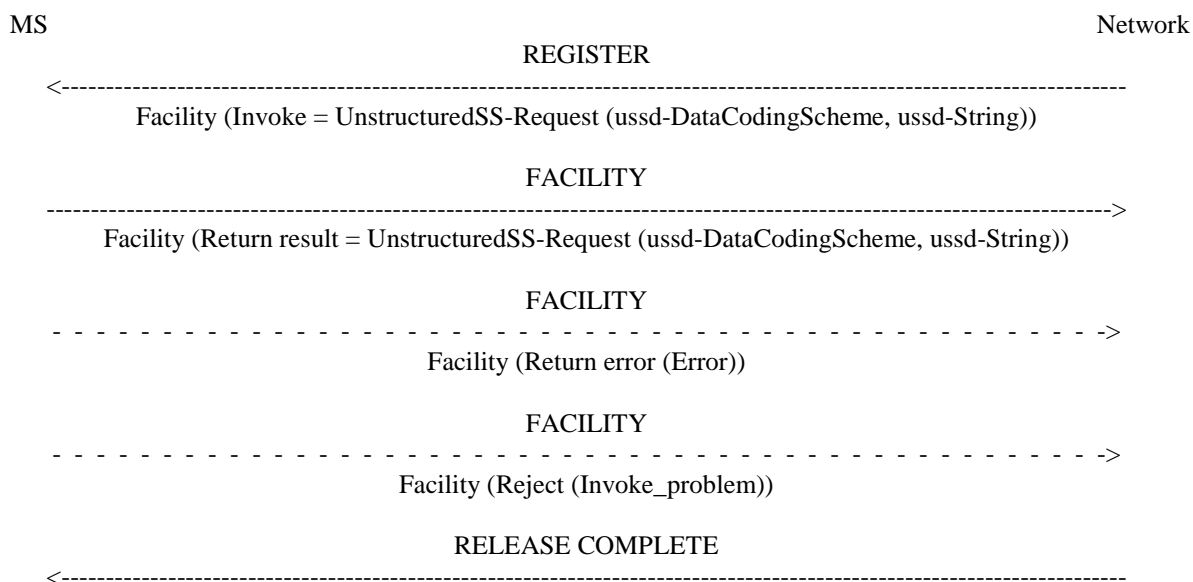 MS Network
REGISTER
<------------------------------------------------------------------------------------------------------------------------
Facility (Invoke = UnstructuredSS-Request (ussd-DataCodingScheme, ussd-String))
FACILITY
------------------------------------------------------------------------------------------------------------------------>
Facility (Return result = UnstructuredSS-Request (ussd-DataCodingScheme, ussd-String))
FACILITY
- - - - - - - - - - - - - - - - - - - - - - - - - - - - - - - - - - - - - - - - - - - - - - - - ->
Facility (Return error (Error))
FACILITY
- - - - - - - - - - - - - - - - - - - - - - - - - - - - - - - - - - - - - - - - - - - - - - - - ->
Facility (Reject (Invoke_problem))
RELEASE COMPLETE
<------------------------------------------------------------------------------------------------------------------------